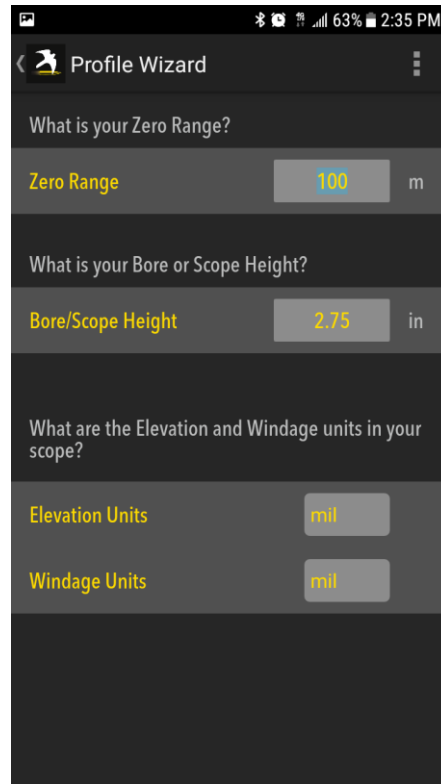 63% 2:35 PM
Profile Wizard
What is your Zero Range?
Zero Range 100 m
What is your Bore or Scope Height?
Bore/Scope Height 2.75 in
What are the Elevation and Windage units in your
scope?
Elevation Units mil
Windage Units mil